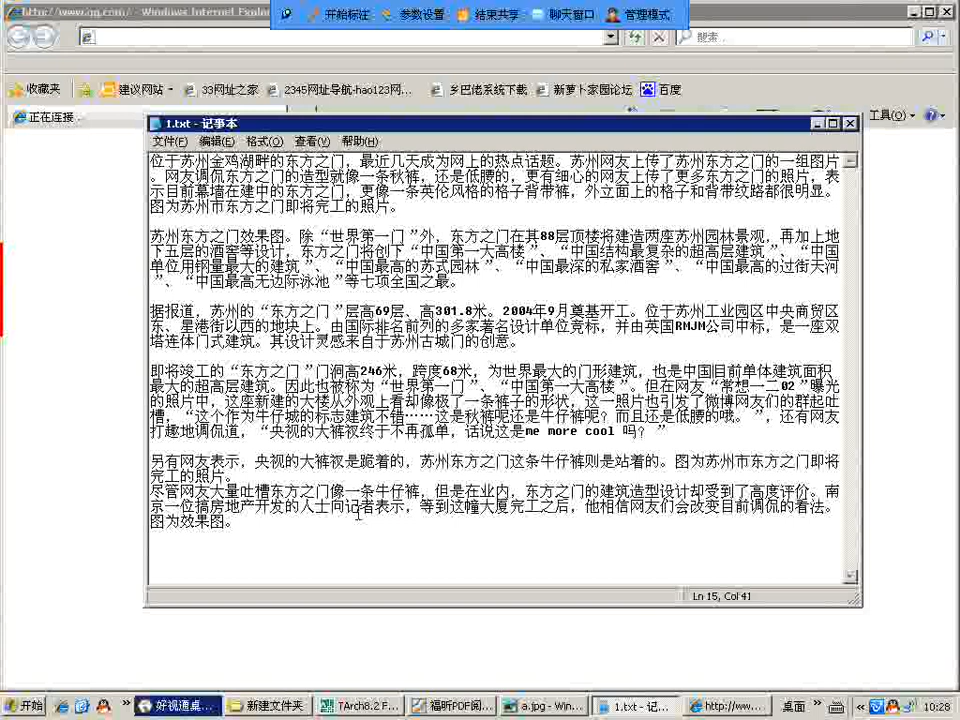 http://www.qq.com/ - Windows Internet Explor
开始标注 参数设置 结束共享 聊天窗口 管理模式
搜索...
收藏夹 建议网站 33网址之家 2345网址导航-hao123网... 乡巴佬系统下载 新萝卜家园论坛 百度
正在连接... 工具(O)
1.txt - 记事本
文件(F) 编辑(E) 格式(O) 查看(V) 帮助(H)
位于苏州金鸡湖畔的东方之门，最近几天成为网上的热点话题。苏州网友上传了苏州东方之门的一组图片
。网友调侃东方之门的造型就像一条秋裤，还是低腰的，更有细心的网友上传了更多东方之门的照片，表
示目前幕墙在建中的东方之门，更像一条英伦风格的格子背带裤，外立面上的格子和背带纹路都很明显。
图为苏州市东方之门即将完工的照片。
苏州东方之门效果图。除“世界第一门”外，东方之门在其88层顶楼将建造两座苏州园林景观，再加上地
下五层的酒窖等设计，东方之门将创下“中国第一大高楼”、“中国结构最复杂的超高层建筑”、“中国
单位用钢量最大的建筑”、“中国最高的苏式园林”、“中国最深的私家酒窖”、“中国最高的过街天河
”、“中国最高无边际泳池”等七项全国之最。
据报道，苏州的“东方之门”层高69层、高301.8米。2004年9月奠基开工。位于苏州工业园区中央商贸区
东、星港街以西的地块上。由国际排名前列的多家著名设计单位竞标，并由英国RMJM公司中标，是一座双
塔连体门式建筑。其设计灵感来自于苏州古城门的创意。
即将竣工的“东方之门”门洞高246米，跨度68米，为世界最大的门形建筑，也是中国目前单体建筑面积
最大的超高层建筑。因此也被称为“世界第一门”、“中国第一大高楼”。但在网友“常想一二02”曝光
的照片中，这座新建的大楼从外观上看却像极了一条裤子的形状，这一照片也引发了微博网友们的群起吐
槽，“这个作为牛仔城的标志建筑不错……这是秋裤呢还是牛仔裤呢？而且还是低腰的哦。”，还有网友
打趣地调侃道，“央视的大裤衩终于不再孤单，话说这是me more cool 吗？”
另有网友表示，央视的大裤衩是跪着的，苏州东方之门这条牛仔裤则是站着的。图为苏州市东方之门即将
完工的照片。
尽管网友大量吐槽东方之门像一条牛仔裤，但是在业内，东方之门的建筑造型设计却受到了高度评价。南
京一位搞房地产开发的人士向记者表示，等到这幢大厦完工之后，他相信网友们会改变目前调侃的看法。
图为效果图。
Ln 15, Col 41
开始 好视通桌... 新建文件夹 TArch8.2 F... 福昕PDF阅... a.jpg - Win... 1.txt - 记... http://ww... 桌面 10:28